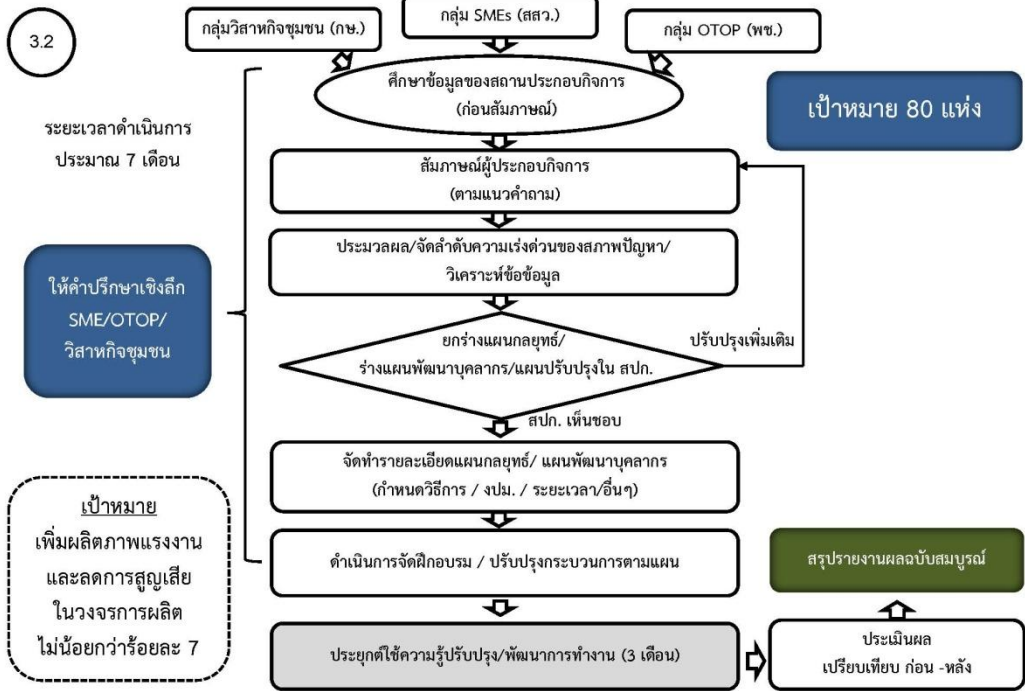 3.2
กลุ่มวิสาหกิจชุมชน (กษ.)
กลุ่ม SMEs (สสว.)
กลุ่ม OTOP (พช.)
ศึกษาข้อมูลของสถานประกอบกิจการ
(ก่อนสัมภาษณ์)
เป้าหมาย 80 แห่ง
ระยะเวลาดำเนินการ
ประมาณ 7 เดือน
สัมภาษณ์ผู้ประกอบกิจการ
(ตามแนวคำถาม)
ประมวลผล/จัดลำดับความเร่งด่วนของสภาพปัญหา/
วิเคราะห์ข้อข้อมูล
ให้คำปรึกษาเชิงลึก
SME/OTOP/
วิสาหกิจชุมชน
ยกร่างแผนกลยุทธ์/
ร่างแผนพัฒนาบุคลากร/แผนปรับปรุงใน สปก.
ปรับปรุงเพิ่มเติม
สปก. เห็นชอบ
จัดทำรายละเอียดแผนกลยุทธ์/ แผนพัฒนาบุคลากร
(กำหนดวิธีการ / งปม. / ระยะเวลา/อื่นๆ)
เป้าหมาย
เพิ่มผลิตภาพแรงงาน
และลดการสูญเสีย
ในวงจรการผลิต
ไม่น้อยกว่าร้อยละ 7
ดำเนินการจัดฝึกอบรม / ปรับปรุงกระบวนการตามแผน
สรุปรายงานผลฉบับสมบูรณ์
ประยุกต์ใช้ความรู้ปรับปรุง/พัฒนาการทำงาน (3 เดือน)
ประเมินผล
เปรียบเทียบ ก่อน -หลัง